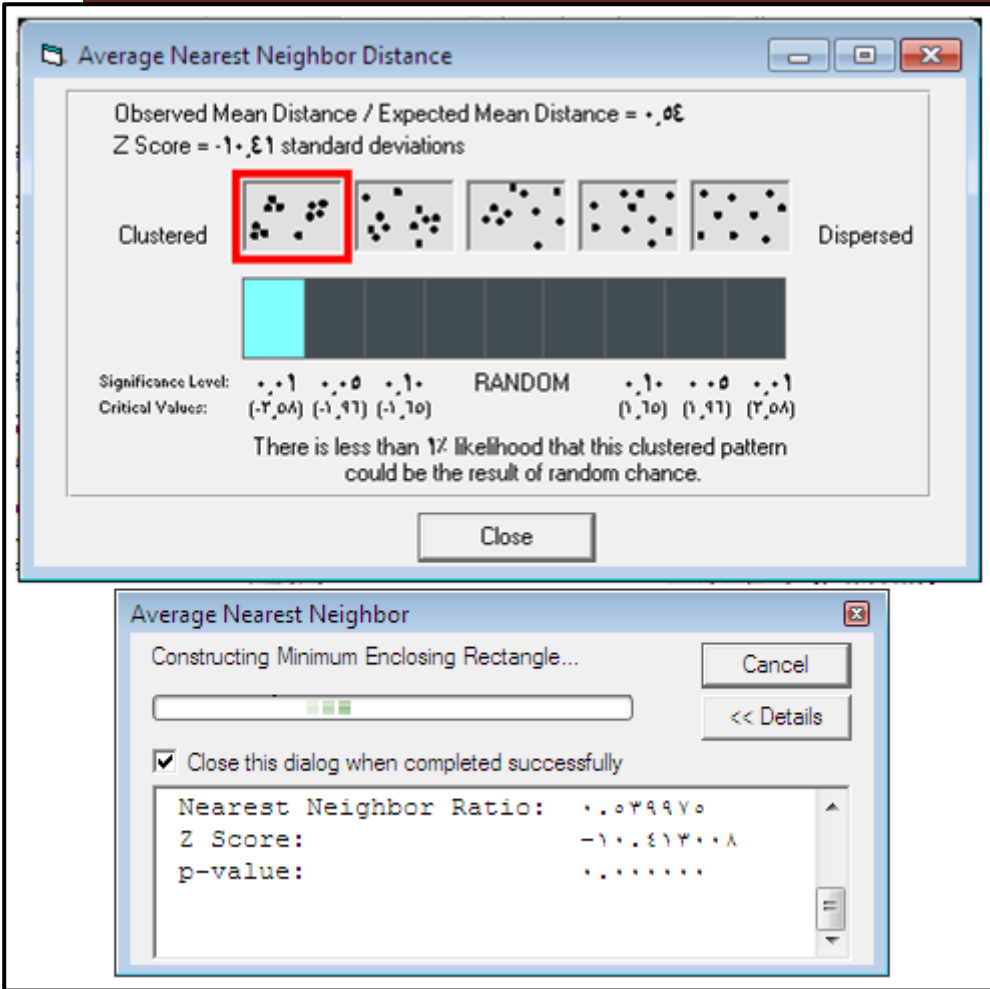 Average Nearest Neighbor Distance
Observed Mean Distance / Expected Mean Distance = ٠,٥٤
Z Score = -١٠,٤١ standard deviations
Clustered
Dispersed
Significance Level: ٠,٠١ ٠,٠٥ ٠,١٠ RANDOM ٠,١٠ ٠,٠٥ ٠,٠١
Critical Values: (-٢,٥٨) (-١,٩٦) (-١,٦٥) (١,٦٥) (١,٩٦) (٢,٥٨)
There is less than ١% likelihood that this clustered pattern
could be the result of random chance.
Close
Average Nearest Neighbor
Constructing Minimum Enclosing Rectangle...
Cancel
<< Details
Close this dialog when completed successfully
Nearest Neighbor Ratio: ٠.٥٣٩٩٧٥
Z Score: -١٠.٤١٣٠٠٨
p-value: ٠.٠٠٠٠٠٠